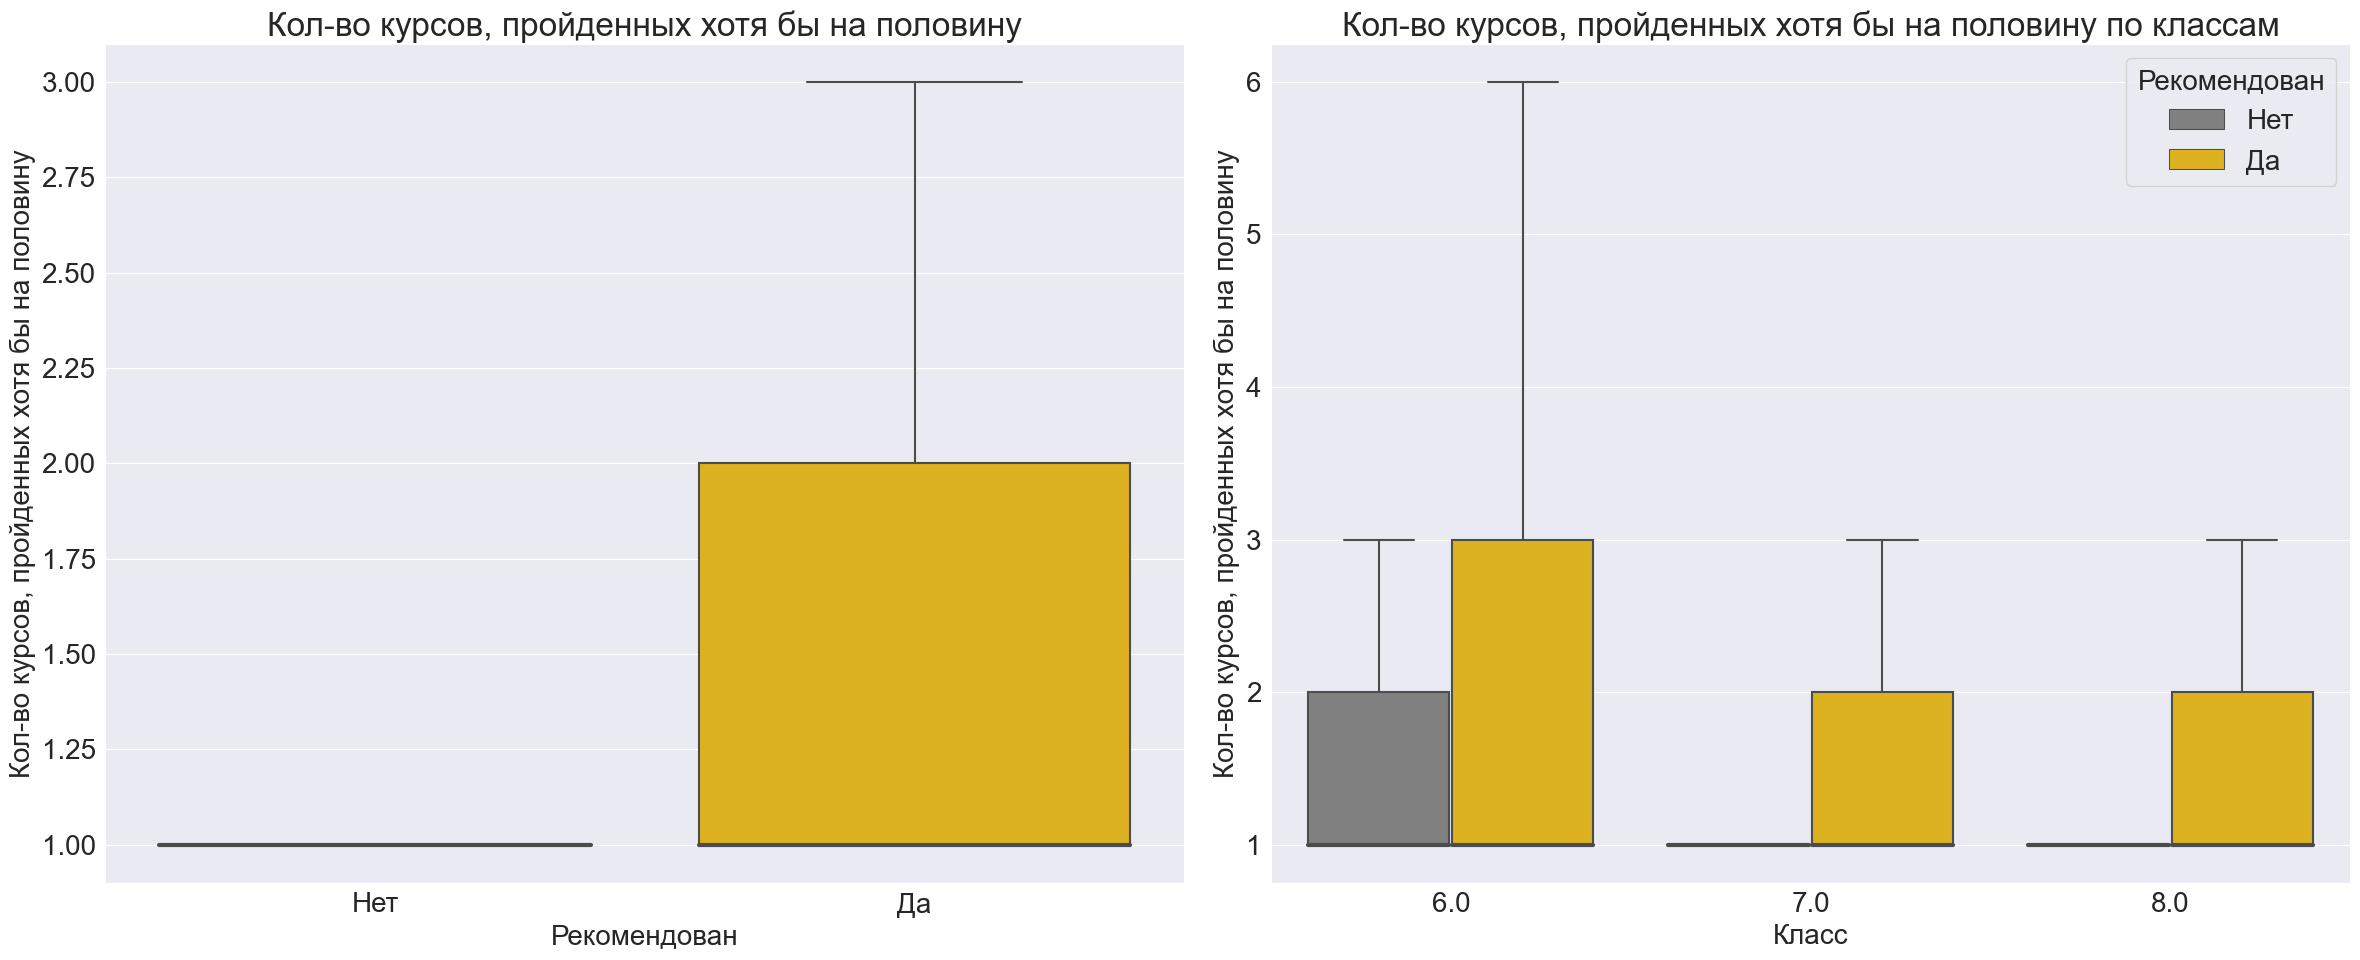 Кол-во курсов, пройденных хотя бы на половину
Кол-во курсов, пройденных хотя бы на половину
3.00
2.75
2.50
2.25
2.00
1.75
1.50
1.25
1.00
Нет
Да
Рекомендован
Кол-во курсов, пройденных хотя бы на половину по классам
Кол-во курсов, пройденных хотя бы на половину
6
5
4
3
2
1
Рекомендован
Нет
Да
6.0
7.0
8.0
Класс